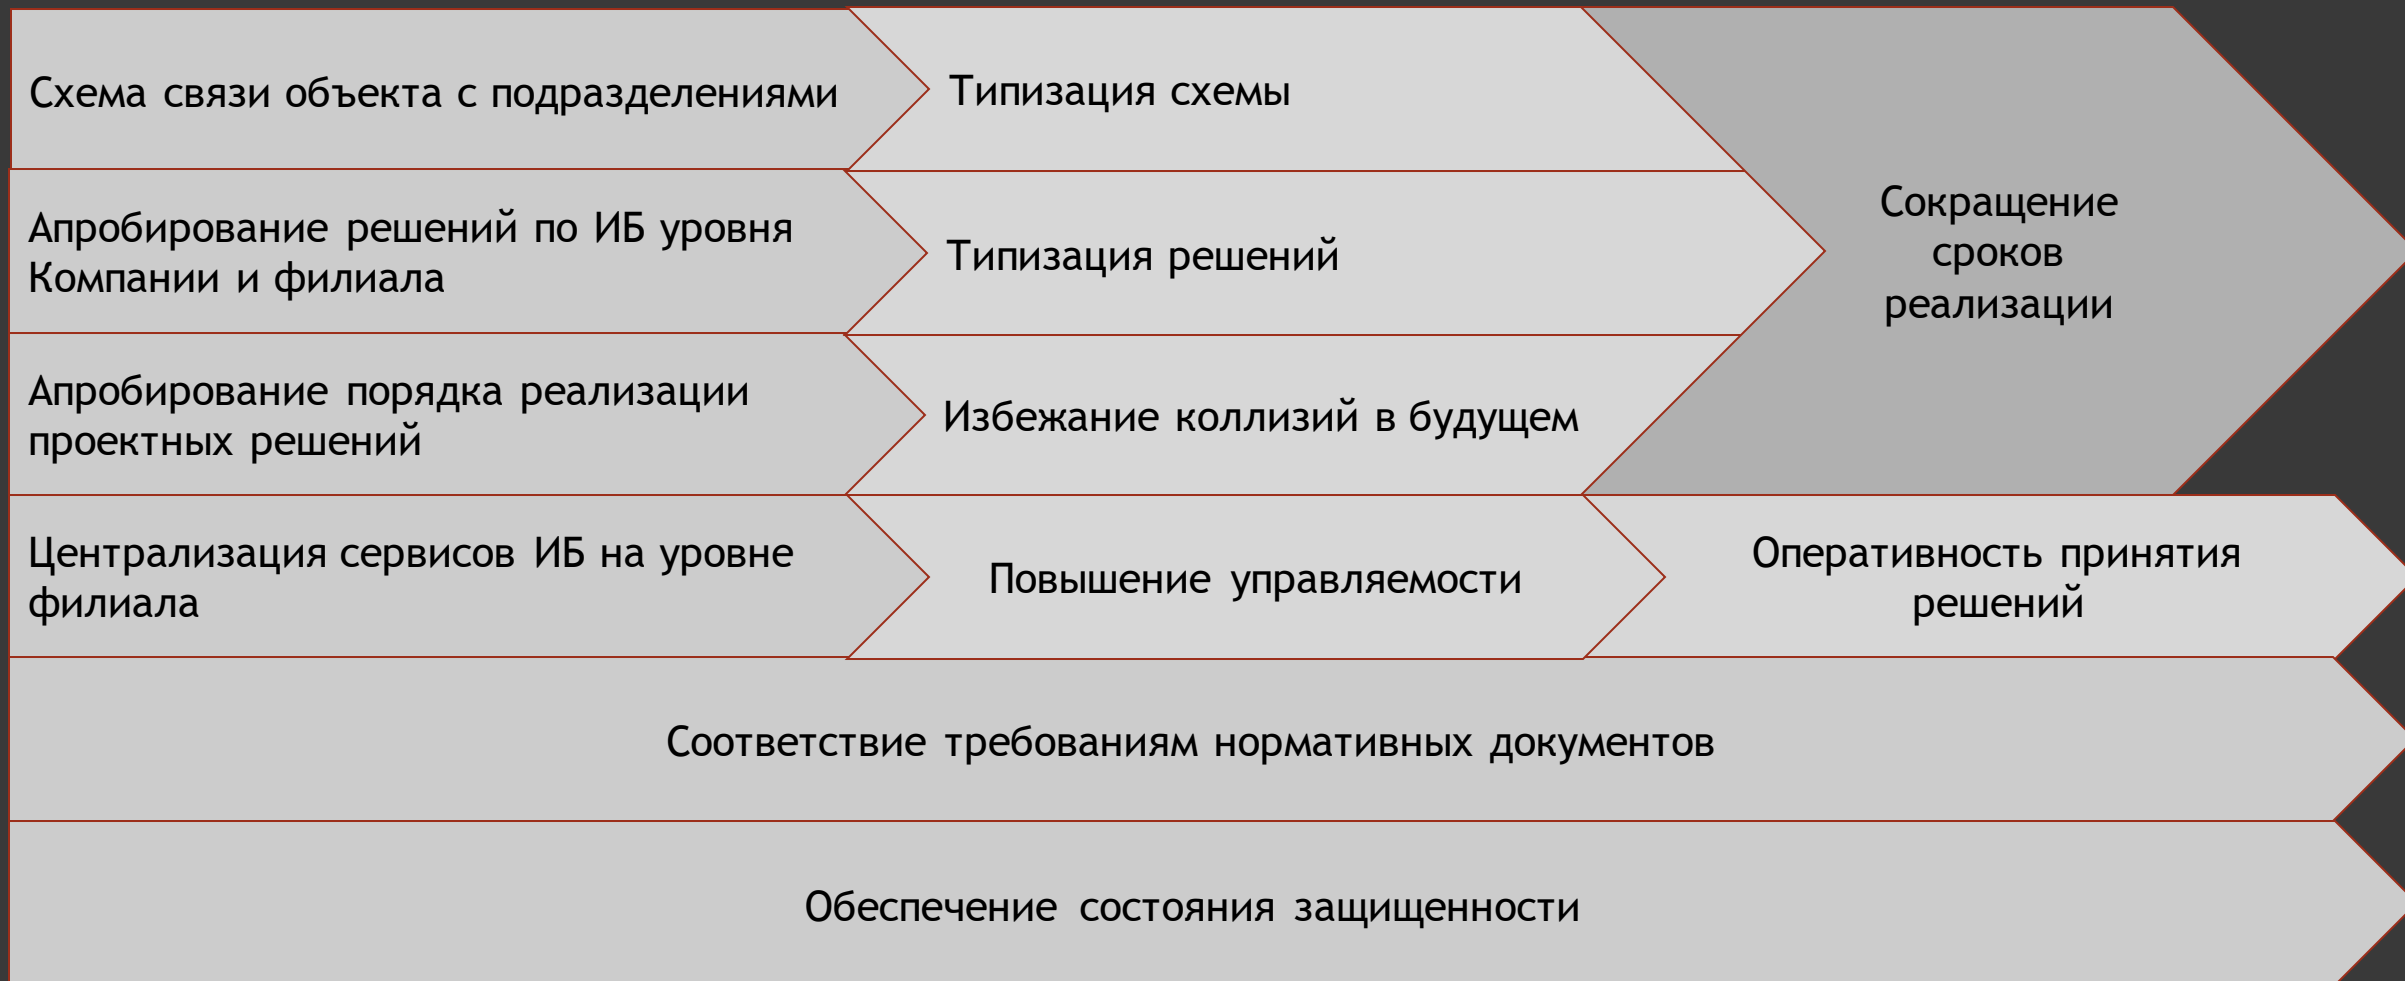 Схема связи объекта с подразделениями
Типизация схемы
Апробирование решений по ИБ уровня
Компании и филиала
Типизация решений
Сокращение
сроков
реализации
Апробирование порядка реализации
проектных решений
Избежание коллизий в будущем
Централизация сервисов ИБ на уровне
филиала
Повышение управляемости
Оперативность принятия
решений
Соответствие требованиям нормативных документов
Обеспечение состояния защищенности